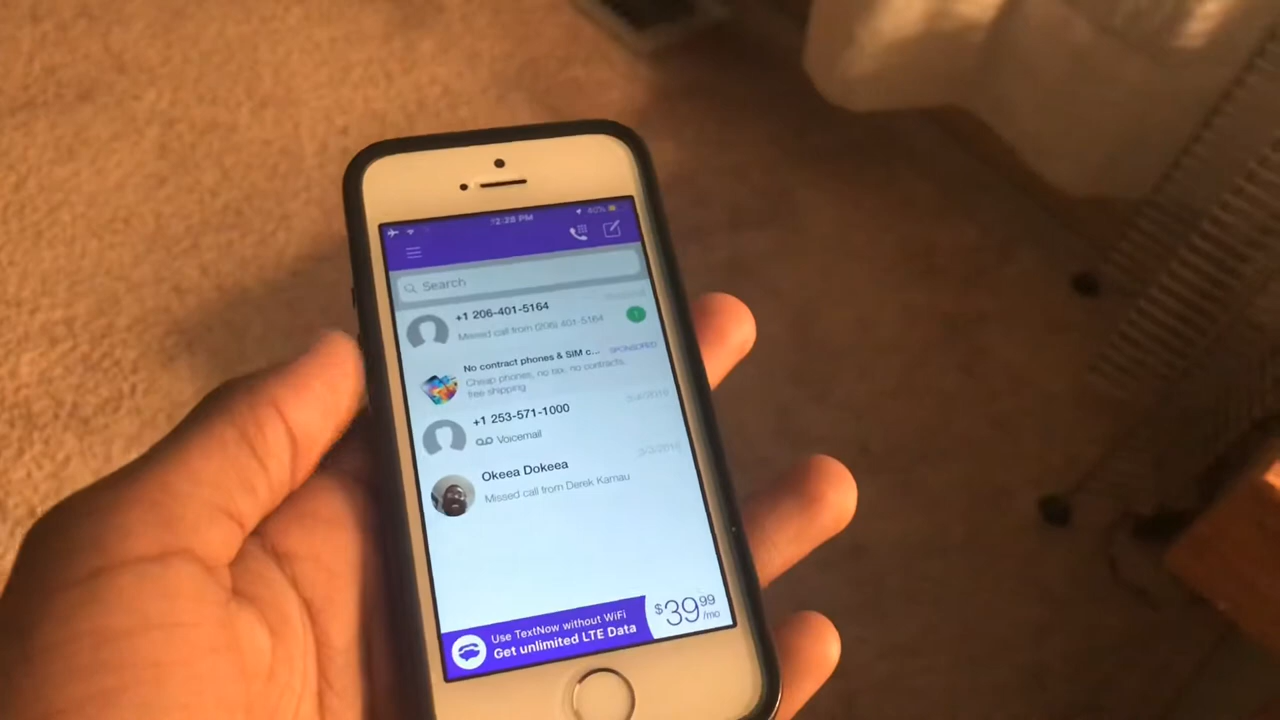 12:28 PM
40%
Search
+1 206-401-5164
Missed call from (206) 401-5164
1
No contract phones & SIM c...
SPONSORED
Cheap phones, no tax, no contracts,
free shipping
+1 253-571-1000
Voicemail
Okeea Dokeea
Missed call from Derek Kamau
Use TextNow without WiFi
Get unlimited LTE Data
$39.99
/mo